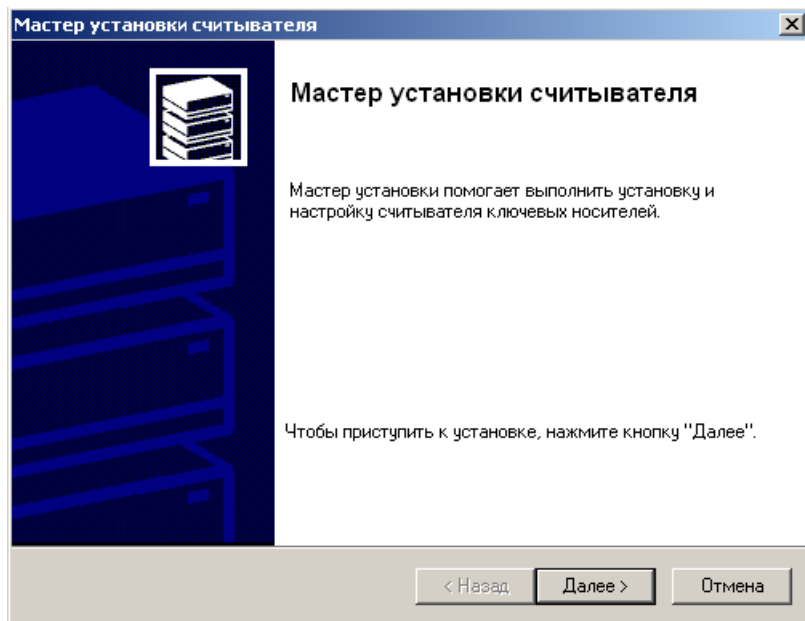 Мастер установки считывателя
Мастер установки считывателя
Мастер установки помогает выполнить установку и
настройку считывателя ключевых носителей.
Чтобы приступить к установке, нажмите кнопку "Далее".
< Назад Далее > Отмена